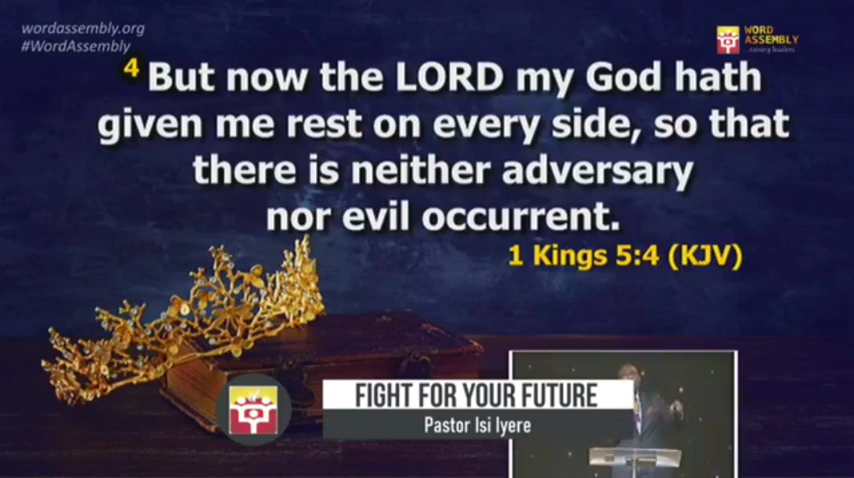 wordassembly.org
#WordAssembly
WORD
ASSEMBLY
...raising leaders
4 But now the LORD my God hath
given me rest on every side, so that
there is neither adversary
nor evil occurrent.
1 Kings 5:4 (KJV)
FIGHT FOR YOUR FUTURE
Pastor Isi Iyere